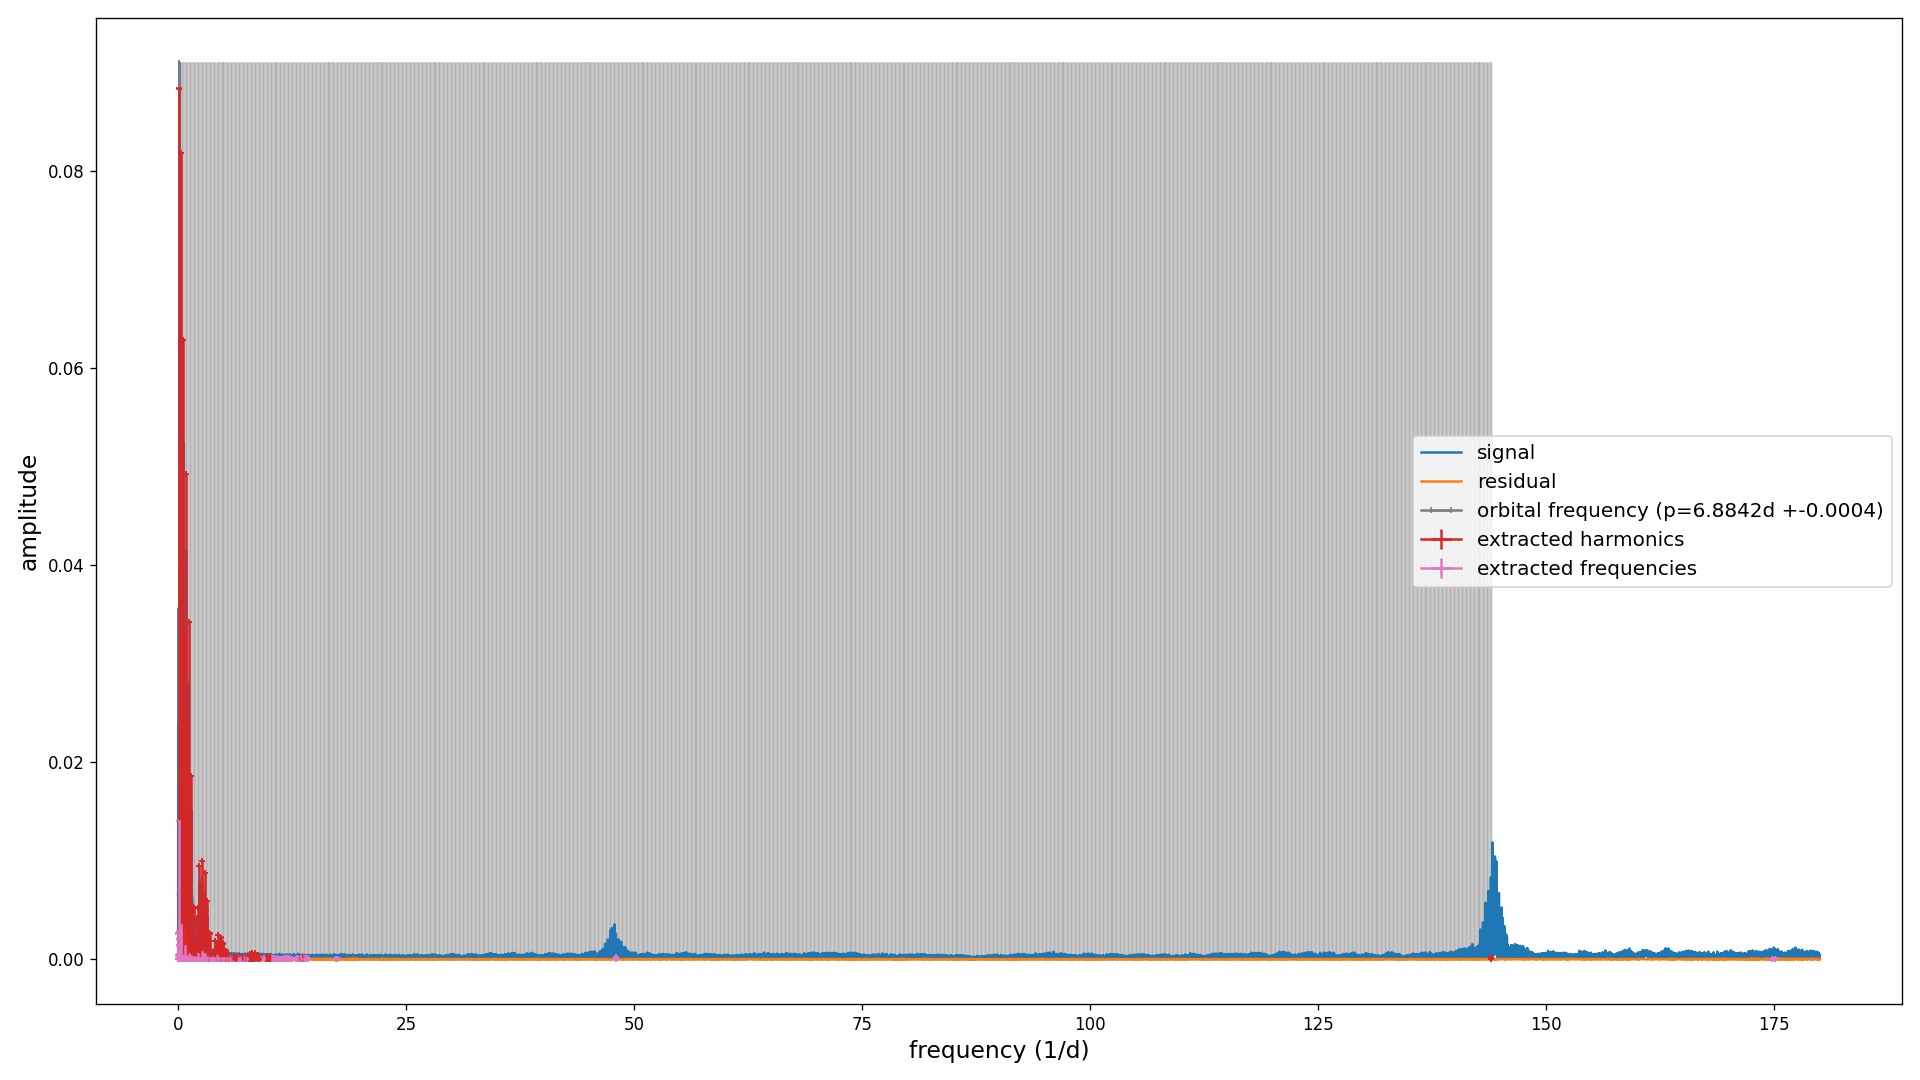 amplitude
0.08
0.06
0.04
0.02
0.00
signal
residual
orbital frequency (p=6.8842d +-0.0004)
extracted harmonics
extracted frequencies
0
25
50
75
100
125
150
175
frequency (1/d)